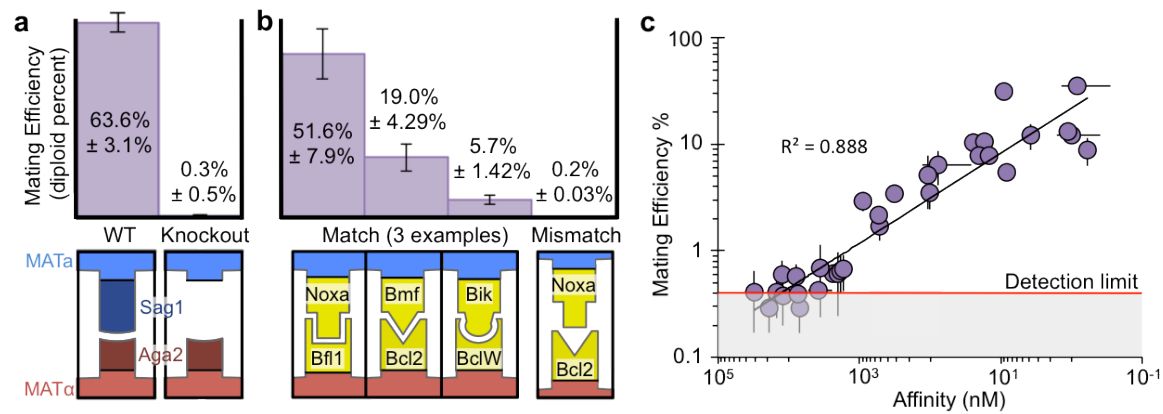 a
Mating Efficiency
(diploid percent)
63.6%
± 3.1%
0.3%
± 0.5%
WT
Knockout
MATa
Sag1
Aga2
MATα
b
51.6%
± 7.9%
19.0%
± 4.29%
5.7%
± 1.42%
0.2%
± 0.03%
Match (3 examples)
Mismatch
Noxa
Bmf
Bik
Noxa
Bfl1
Bcl2
BclW
Bcl2
c
Mating Efficiency %
100
10
1
0.1
R² = 0.888
Detection limit
10⁵
10³
10¹
10⁻¹
Affinity (nM)